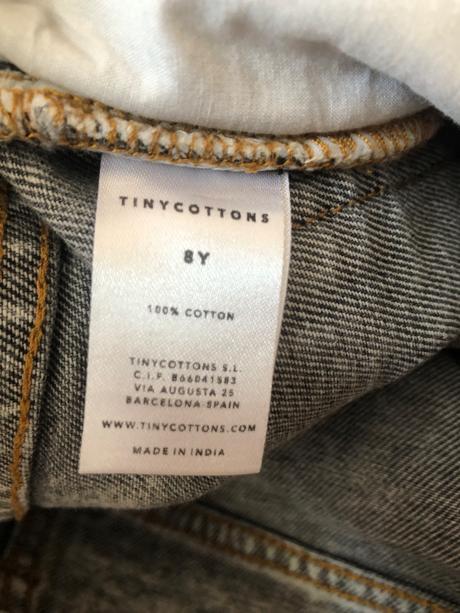 TINYCOTTONS
8Y
100% COTTON
TINYCOTTONS S.L.
C.I.F. B66041583
VIA AUGUSTA 25
BARCELONA-SPAIN
WWW.TINYCOTTONS.COM
MADE IN INDIA